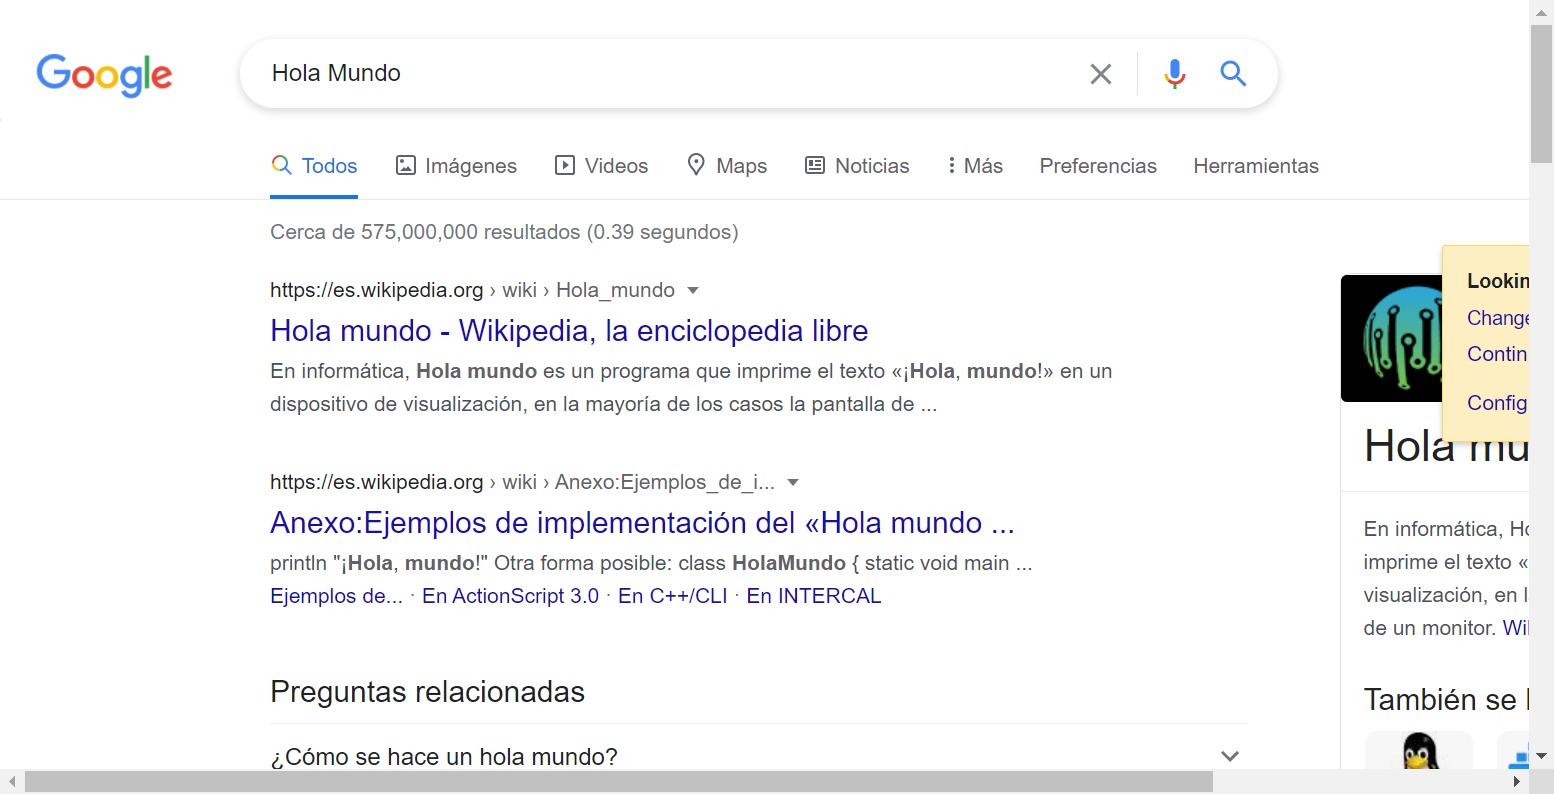 Google
Hola Mundo
Todos
Imágenes
Videos
Maps
Noticias
Más
Preferencias
Herramientas
Cerca de 575,000,000 resultados (0.39 segundos)
https://es.wikipedia.org › wiki › Hola_mundo
Hola mundo - Wikipedia, la enciclopedia libre
En informática, Hola mundo es un programa que imprime el texto «¡Hola, mundo!» en un
dispositivo de visualización, en la mayoría de los casos la pantalla de ...
https://es.wikipedia.org › wiki › Anexo:Ejemplos_de_i...
Anexo:Ejemplos de implementación del «Hola mundo ...
println "¡Hola, mundo!" Otra forma posible: class HolaMundo { static void main ...
Ejemplos de... · En ActionScript 3.0 · En C++/CLI · En INTERCAL
Preguntas relacionadas
¿Cómo se hace un hola mundo?
Lookin
Change
Contin
Config
Hola mu
En informática, Ho
imprime el texto «
visualización, en l
de un monitor. Wi
También se